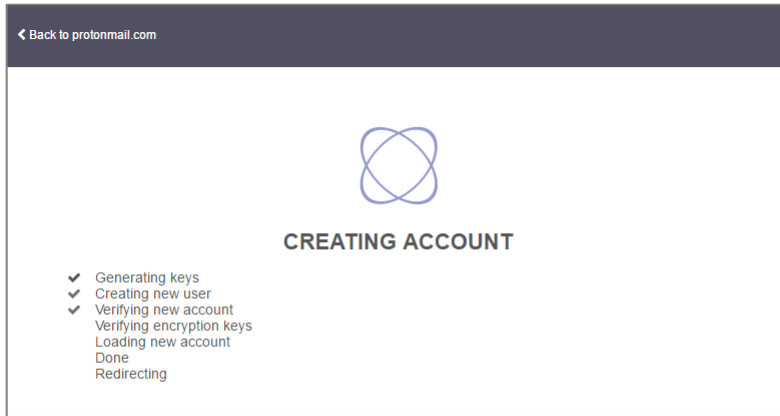 Back to protonmail.com
CREATING ACCOUNT
Generating keys
Creating new user
Verifying new account
Verifying encryption keys
Loading new account
Done
Redirecting